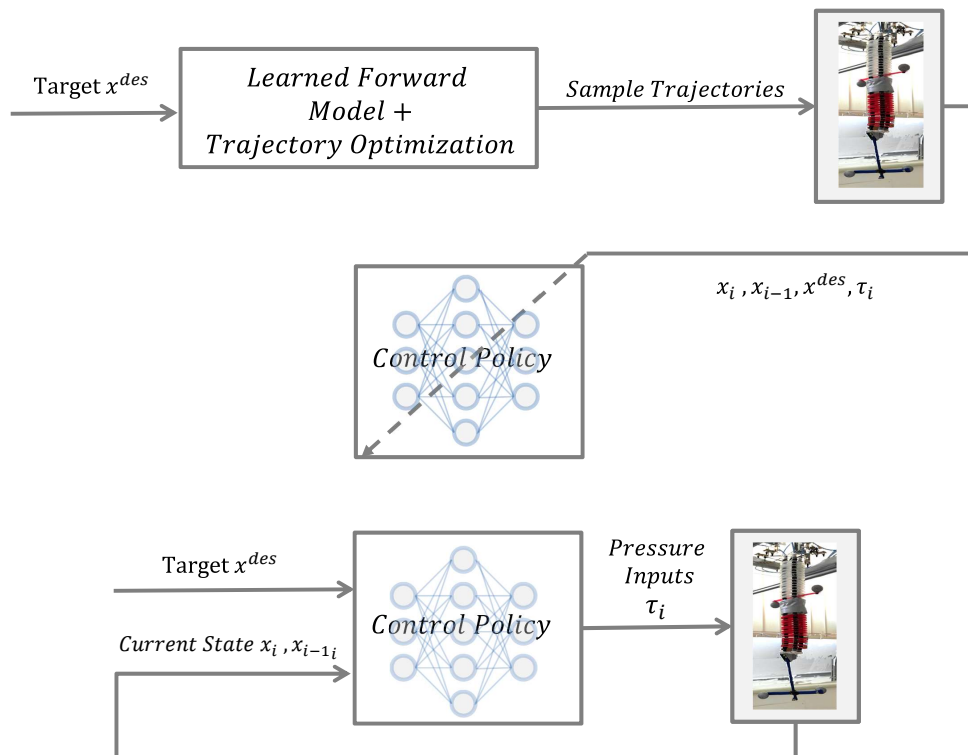 Target x^des
Learned Forward
Model +
Trajectory Optimization
Sample Trajectories
x_i , x_{i-1}, x^des, τ_i
Control Policy
Target x^des
Current State x_i , x_{i-1_i}
Control Policy
Pressure
Inputs
τ_i